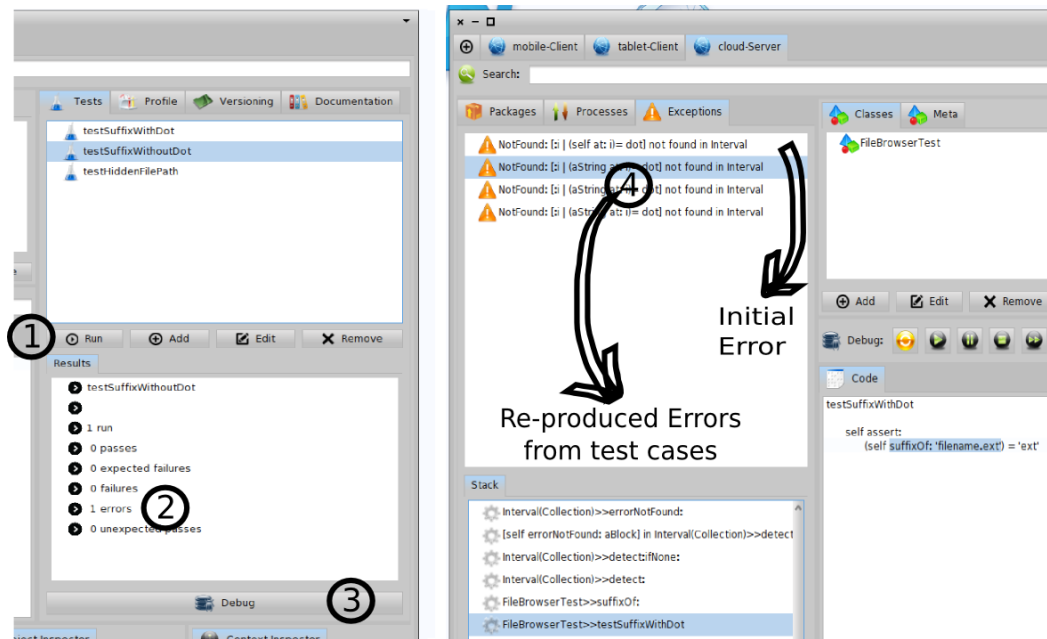 Tests Profile Versioning Documentation
testSuffixWithDot
testSuffixWithoutDot
testHiddenFilePath
1
Run Add Edit Remove
Results
testSuffixWithoutDot
1 run
0 passes
0 expected failures
0 failures
1 errors
2
0 unexpected passes
Debug
3
Context Inspector
x – □
mobile-Client tablet-Client cloud-Server
Search:
Packages Processes Exceptions
NotFound: [:i | (self at: i)= dot] not found in Interval
NotFound: [:i | (aString at: i)= dot] not found in Interval
NotFound: [:i | (aString at: i)= dot] not found in Interval
NotFound: [:i | (aString at: i)= dot] not found in Interval
4
Initial
Error
Re-produced Errors
from test cases
Stack
Interval(Collection)>>errorNotFound:
[self errorNotFound: aBlock] in Interval(Collection)>>detect
Interval(Collection)>>detect:ifNone:
Interval(Collection)>>detect:
FileBrowserTest>>suffixOf:
FileBrowserTest>>testSuffixWithDot
Classes Meta
FileBrowserTest
Add Edit Remove
Debug:
Code
testSuffixWithDot
self assert:
(self suffixOf: 'filename.ext') = 'ext'